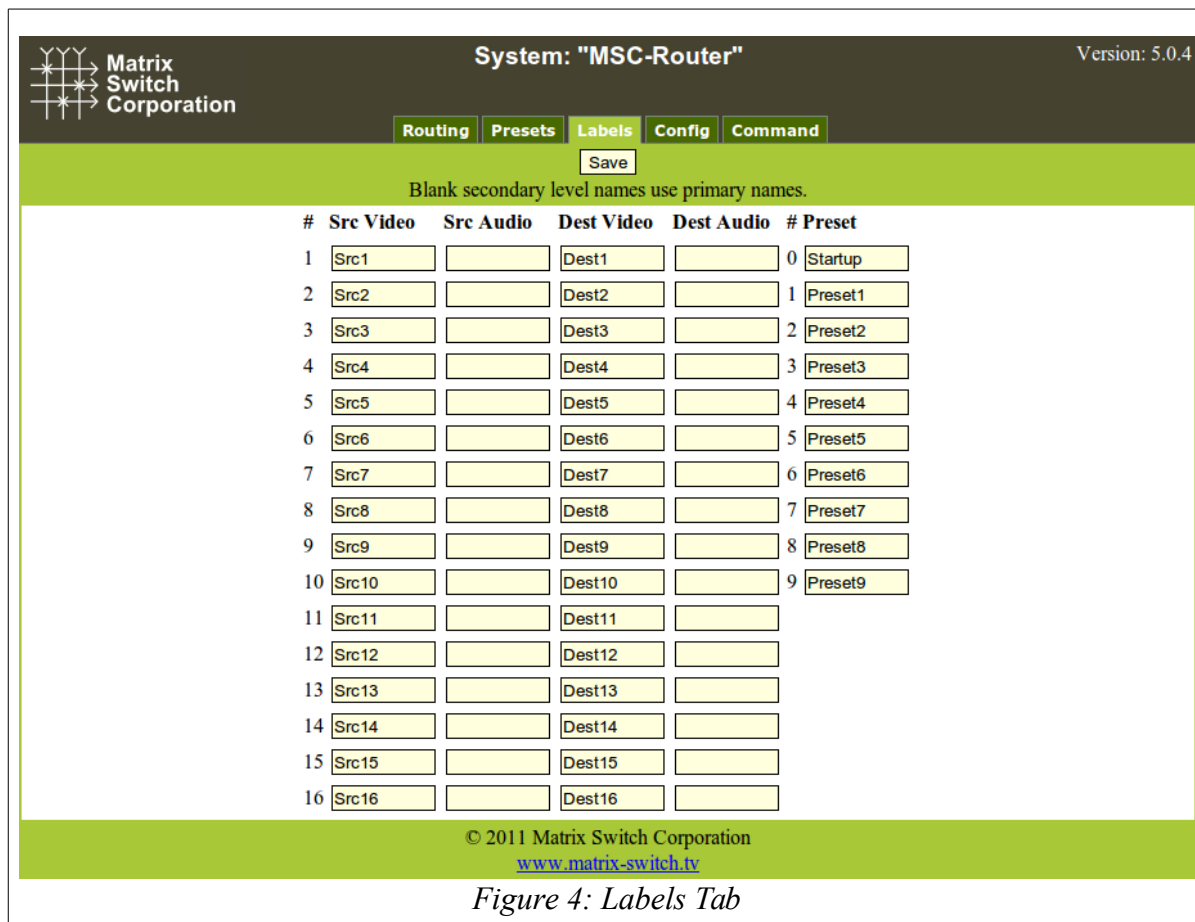 Matrix
Switch
Corporation
System: "MSC-Router"
Version: 5.0.4
Routing Presets Labels Config Command
Save
Blank secondary level names use primary names.
# Src Video Src Audio Dest Video Dest Audio # Preset
1 Src1 Dest1 0 Startup
2 Src2 Dest2 1 Preset1
3 Src3 Dest3 2 Preset2
4 Src4 Dest4 3 Preset3
5 Src5 Dest5 4 Preset4
6 Src6 Dest6 5 Preset5
7 Src7 Dest7 6 Preset6
8 Src8 Dest8 7 Preset7
9 Src9 Dest9 8 Preset8
10 Src10 Dest10 9 Preset9
11 Src11 Dest11
12 Src12 Dest12
13 Src13 Dest13
14 Src14 Dest14
15 Src15 Dest15
16 Src16 Dest16
© 2011 Matrix Switch Corporation
www.matrix-switch.tv
Figure 4: Labels Tab